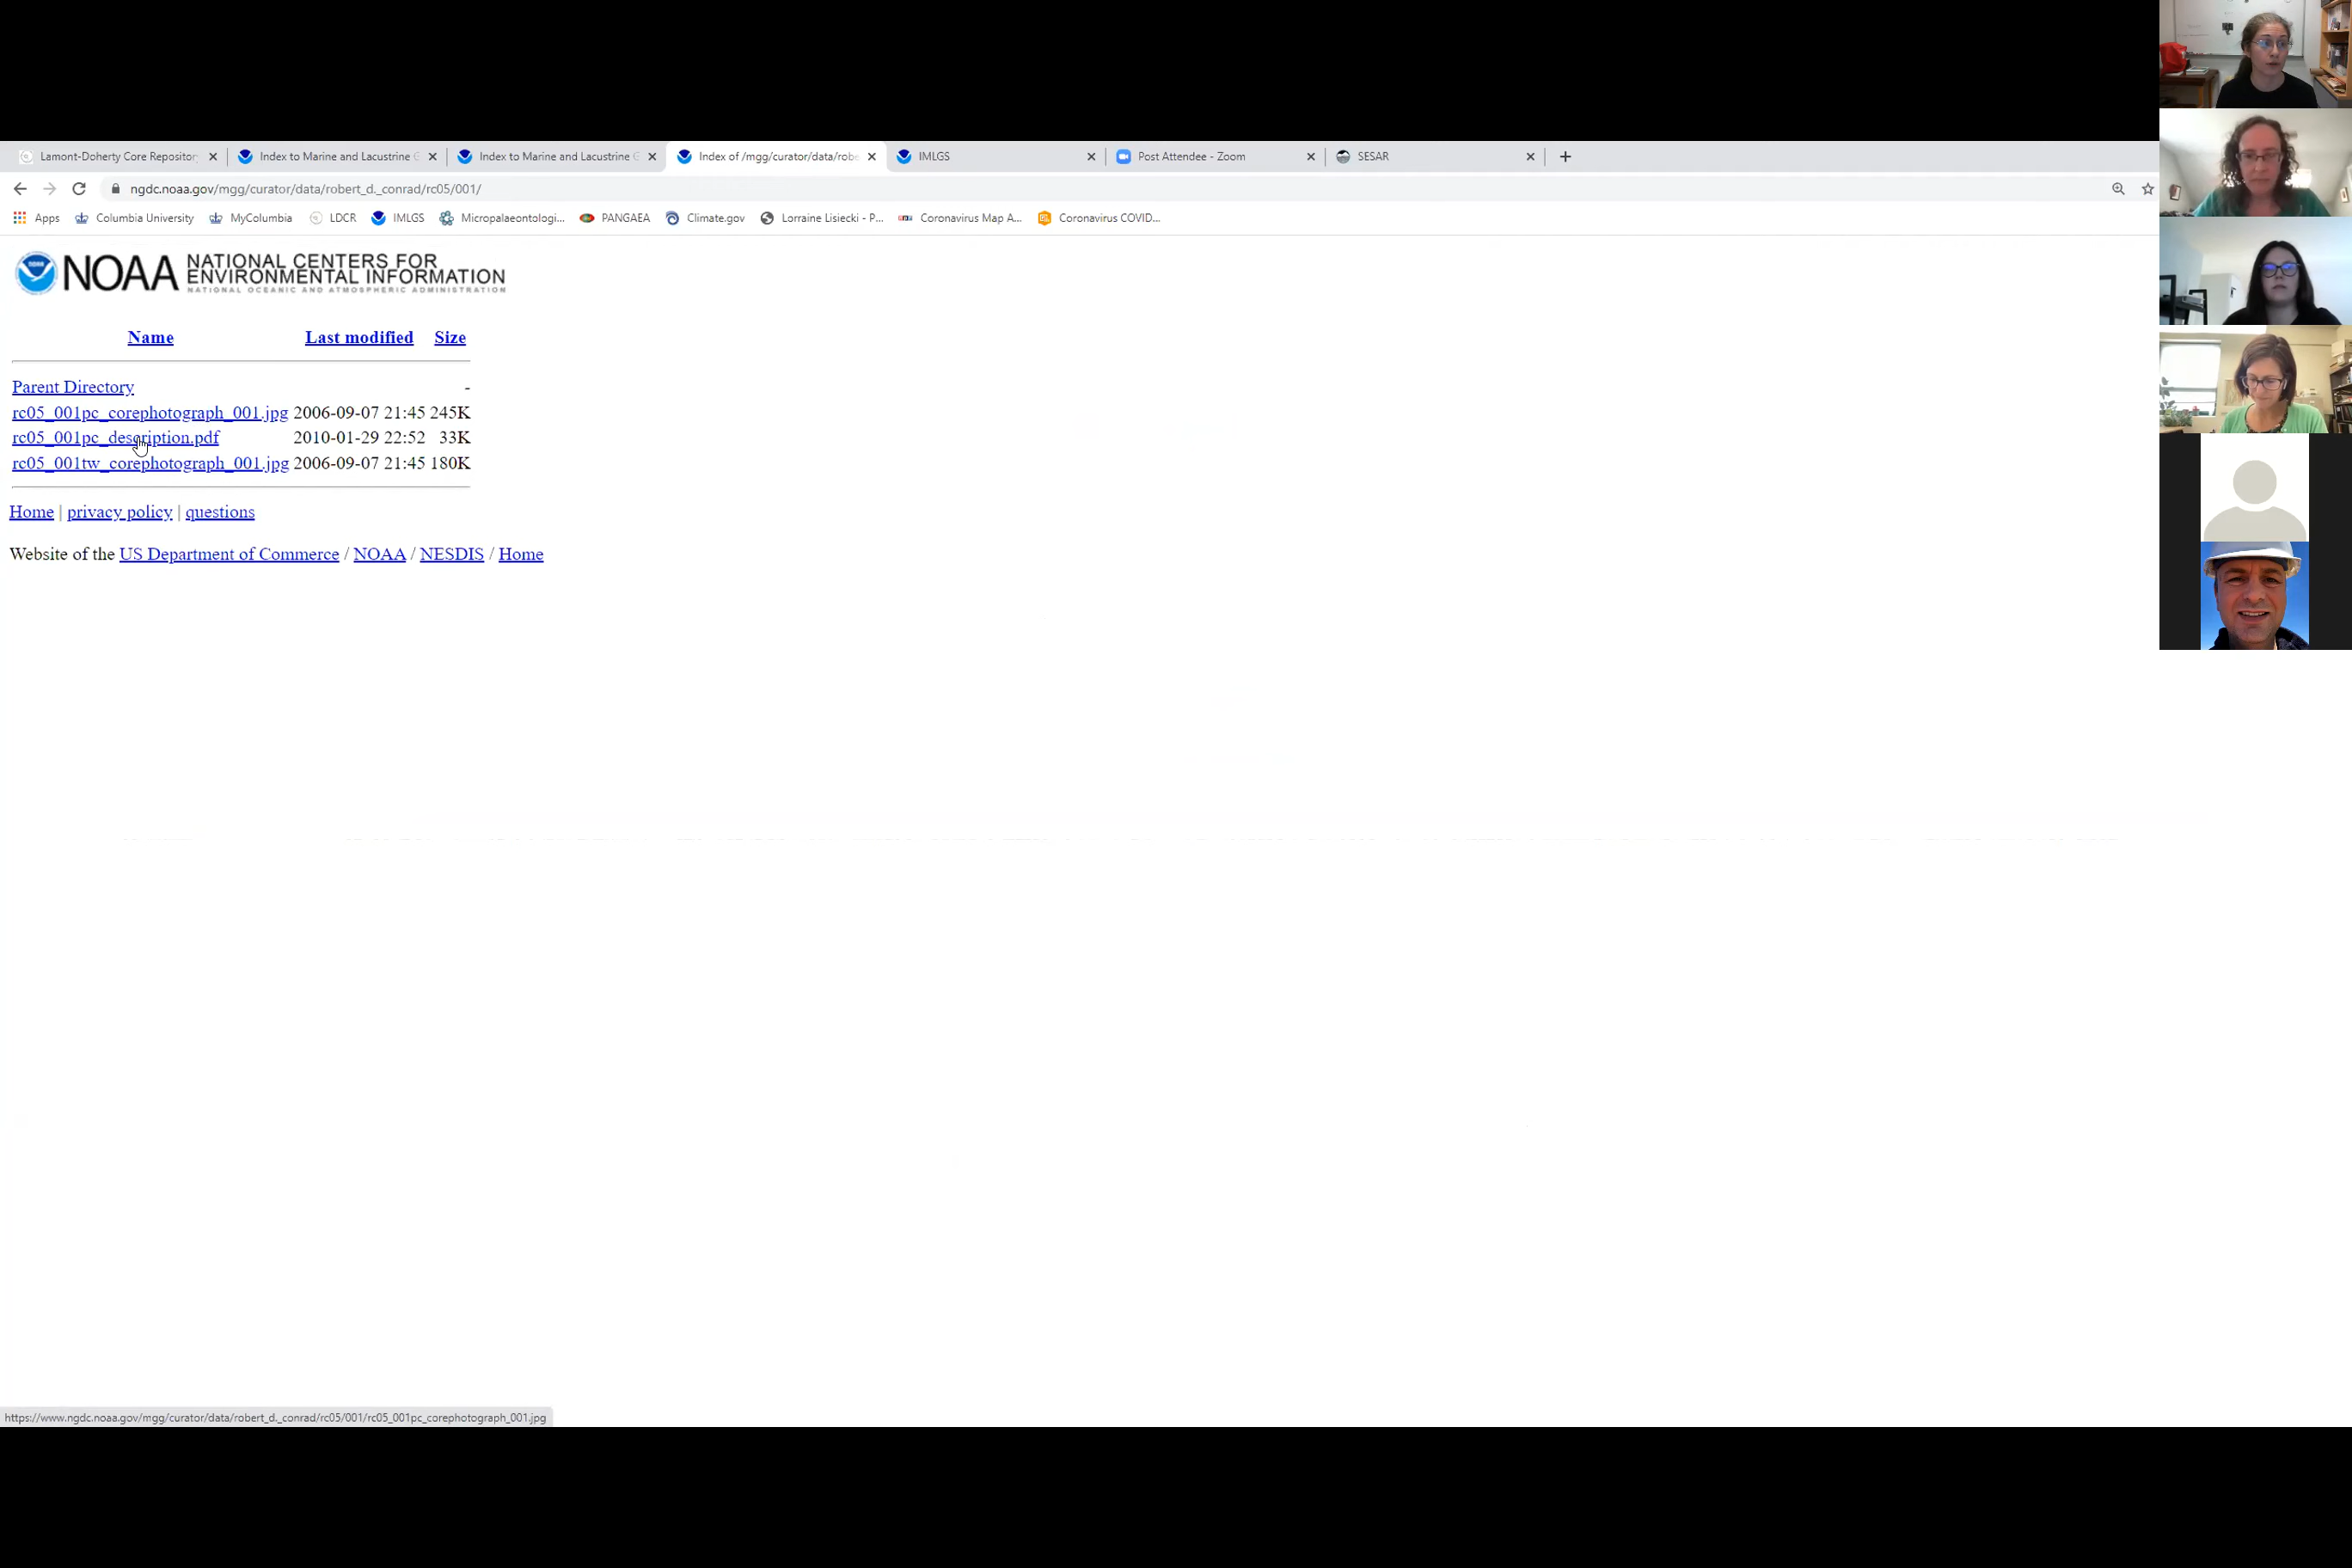 Lamont-Doherty Core Repositor
Index to Marine and Lacustrine G
Index to Marine and Lacustrine G
Index of /mgg/curator/data/robe
IMLGS
Post Attendee - Zoom
SESAR
ngdc.noaa.gov/mgg/curator/data/robert_d._conrad/rc05/001/
Apps Columbia University MyColumbia LDCR IMLGS Micropalaeontologi... PANGAEA Climate.gov Lorraine Lisiecki - P... Coronavirus Map A... Coronavirus COVID...
NOAA NATIONAL CENTERS FOR
ENVIRONMENTAL INFORMATION
NATIONAL OCEANIC AND ATMOSPHERIC ADMINISTRATION
Name Last modified Size
Parent Directory -
rc05_001pc_corephotograph_001.jpg 2006-09-07 21:45 245K
rc05_001pc_description.pdf 2010-01-29 22:52 33K
rc05_001tw_corephotograph_001.jpg 2006-09-07 21:45 180K
Home | privacy policy | questions
Website of the US Department of Commerce / NOAA / NESDIS / Home
https://www.ngdc.noaa.gov/mgg/curator/data/robert_d._conrad/rc05/001/rc05_001pc_corephotograph_001.jpg